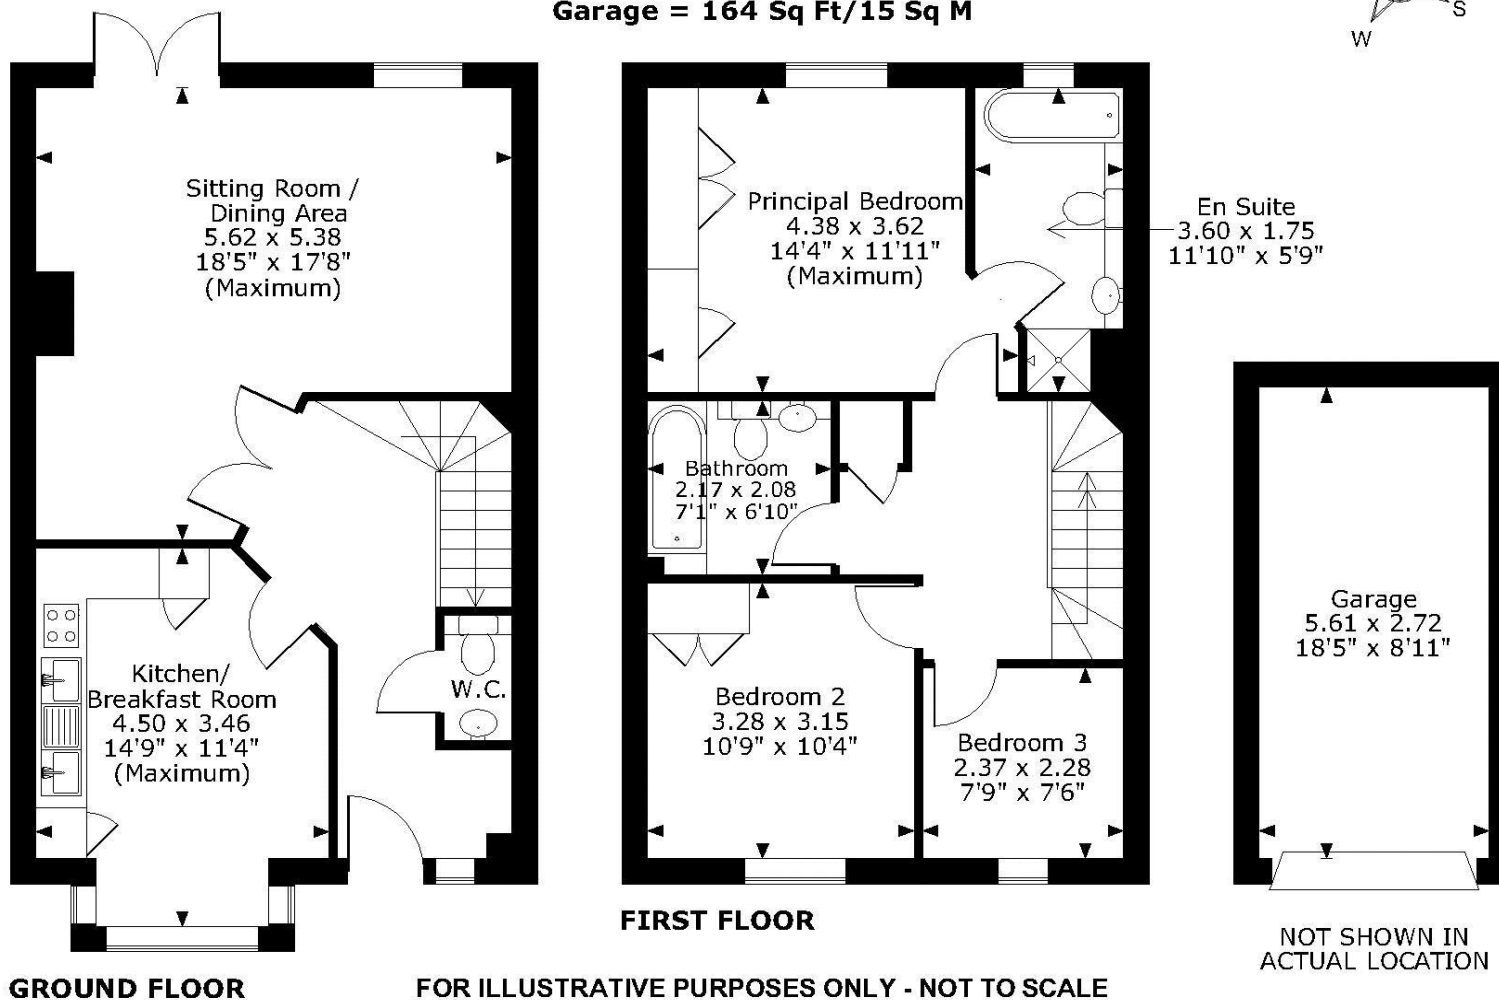 Garage = 164 Sq Ft/15 Sq M
S
W
Sitting Room /
Dining Area
5.62 x 5.38
18'5" x 17'8"
(Maximum)
Principal Bedroom
4.38 x 3.62
14'4" x 11'11"
(Maximum)
En Suite
3.60 x 1.75
11'10" x 5'9"
Bathroom
2.17 x 2.08
7'1" x 6'10"
Kitchen/
Breakfast Room
4.50 x 3.46
14'9" x 11'4"
(Maximum)
W.C.
Bedroom 2
3.28 x 3.15
10'9" x 10'4"
Bedroom 3
2.37 x 2.28
7'9" x 7'6"
Garage
5.61 x 2.72
18'5" x 8'11"
FIRST FLOOR
NOT SHOWN IN
ACTUAL LOCATION
GROUND FLOOR
FOR ILLUSTRATIVE PURPOSES ONLY - NOT TO SCALE